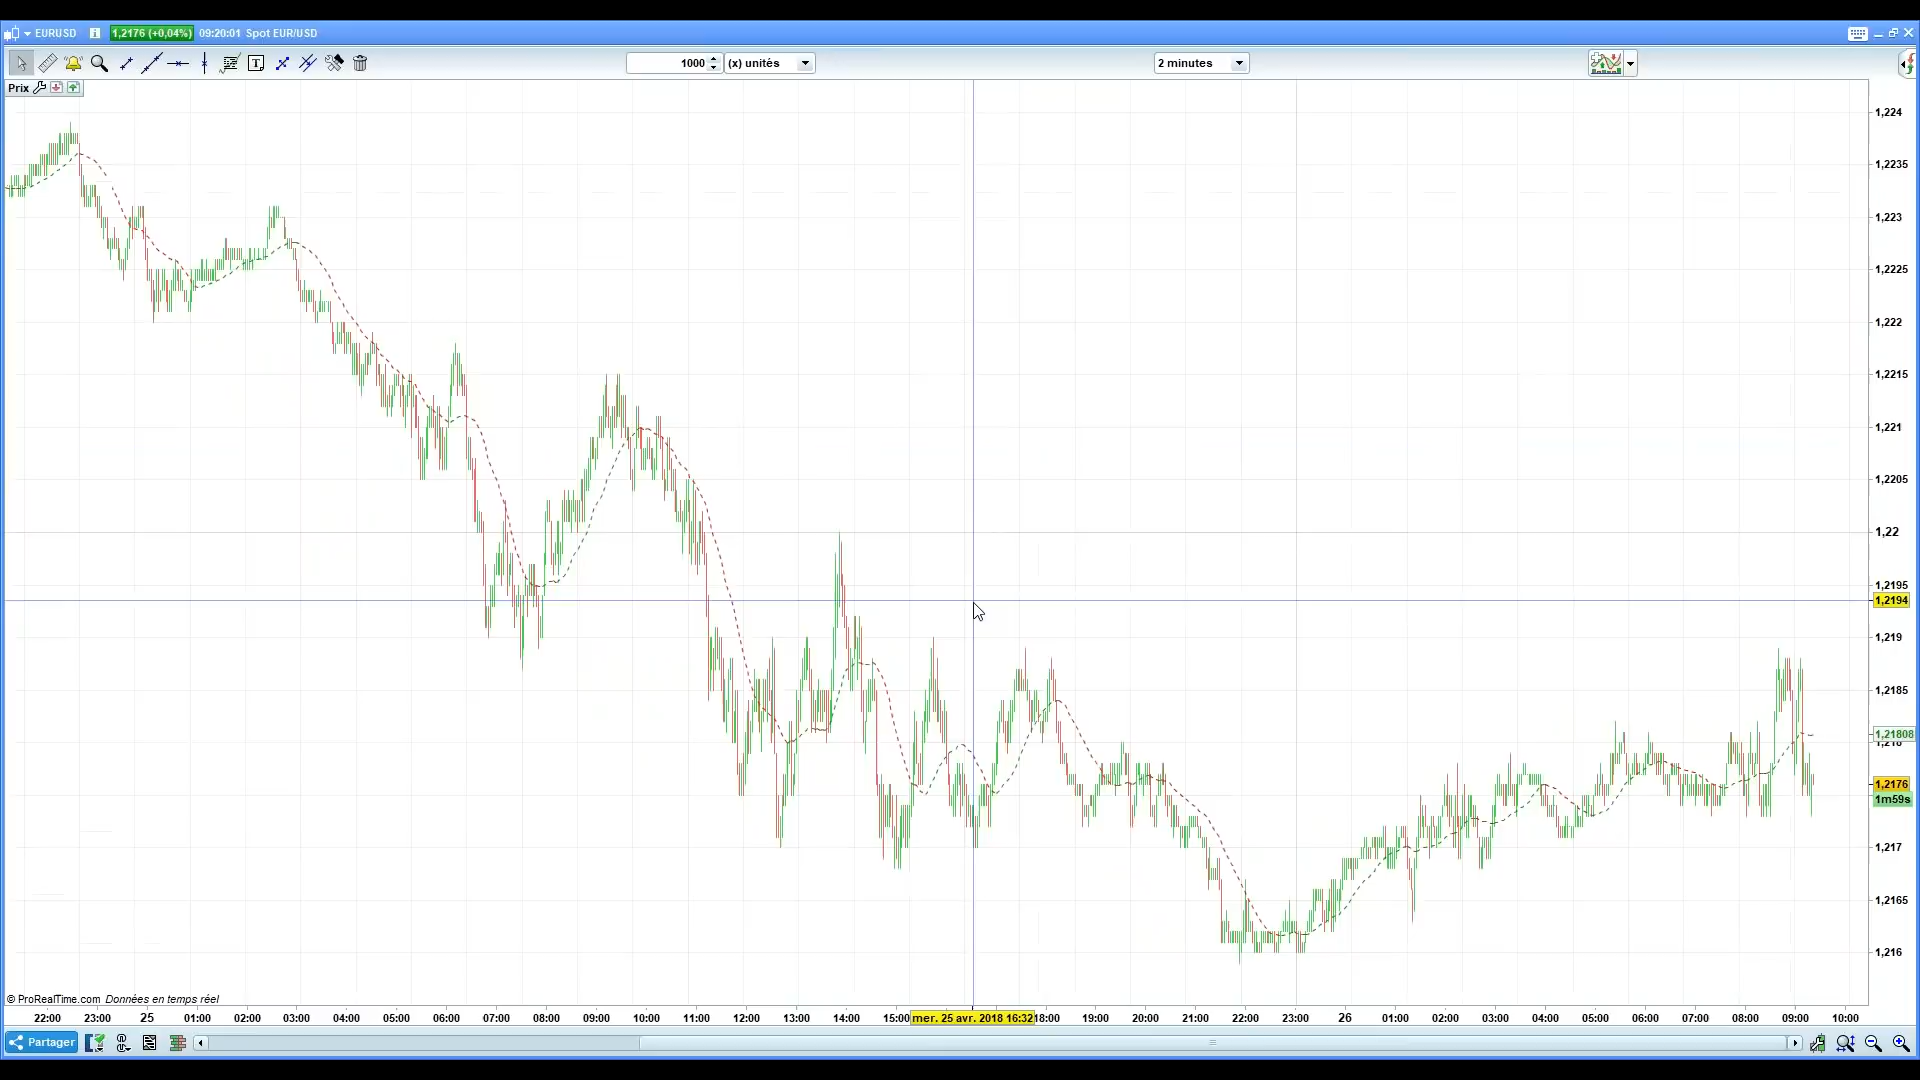 EURUSD 1,2176 (+0,04%) 09:20:01 Spot EUR/USD
1000 (x) unités 2 minutes
Prix
1,224
1,2235
1,223
1,2225
1,222
1,2215
1,221
1,2205
1,22
1,2195
1,2194
1,219
1,2185
1,21808
1,218
1,2176
1m59s
1,217
1,2165
1,216
© ProRealTime.com Données en temps réel
22:00 23:00 25 01:00 02:00 03:00 04:00 05:00 06:00 07:00 08:00 09:00 10:00 11:00 12:00 13:00 14:00 15:00 mer. 25 avr. 2018 16:32 18:00 19:00 20:00 21:00 22:00 23:00 26 01:00 02:00 03:00 04:00 05:00 06:00 07:00 08:00 09:00 10:00
Partager